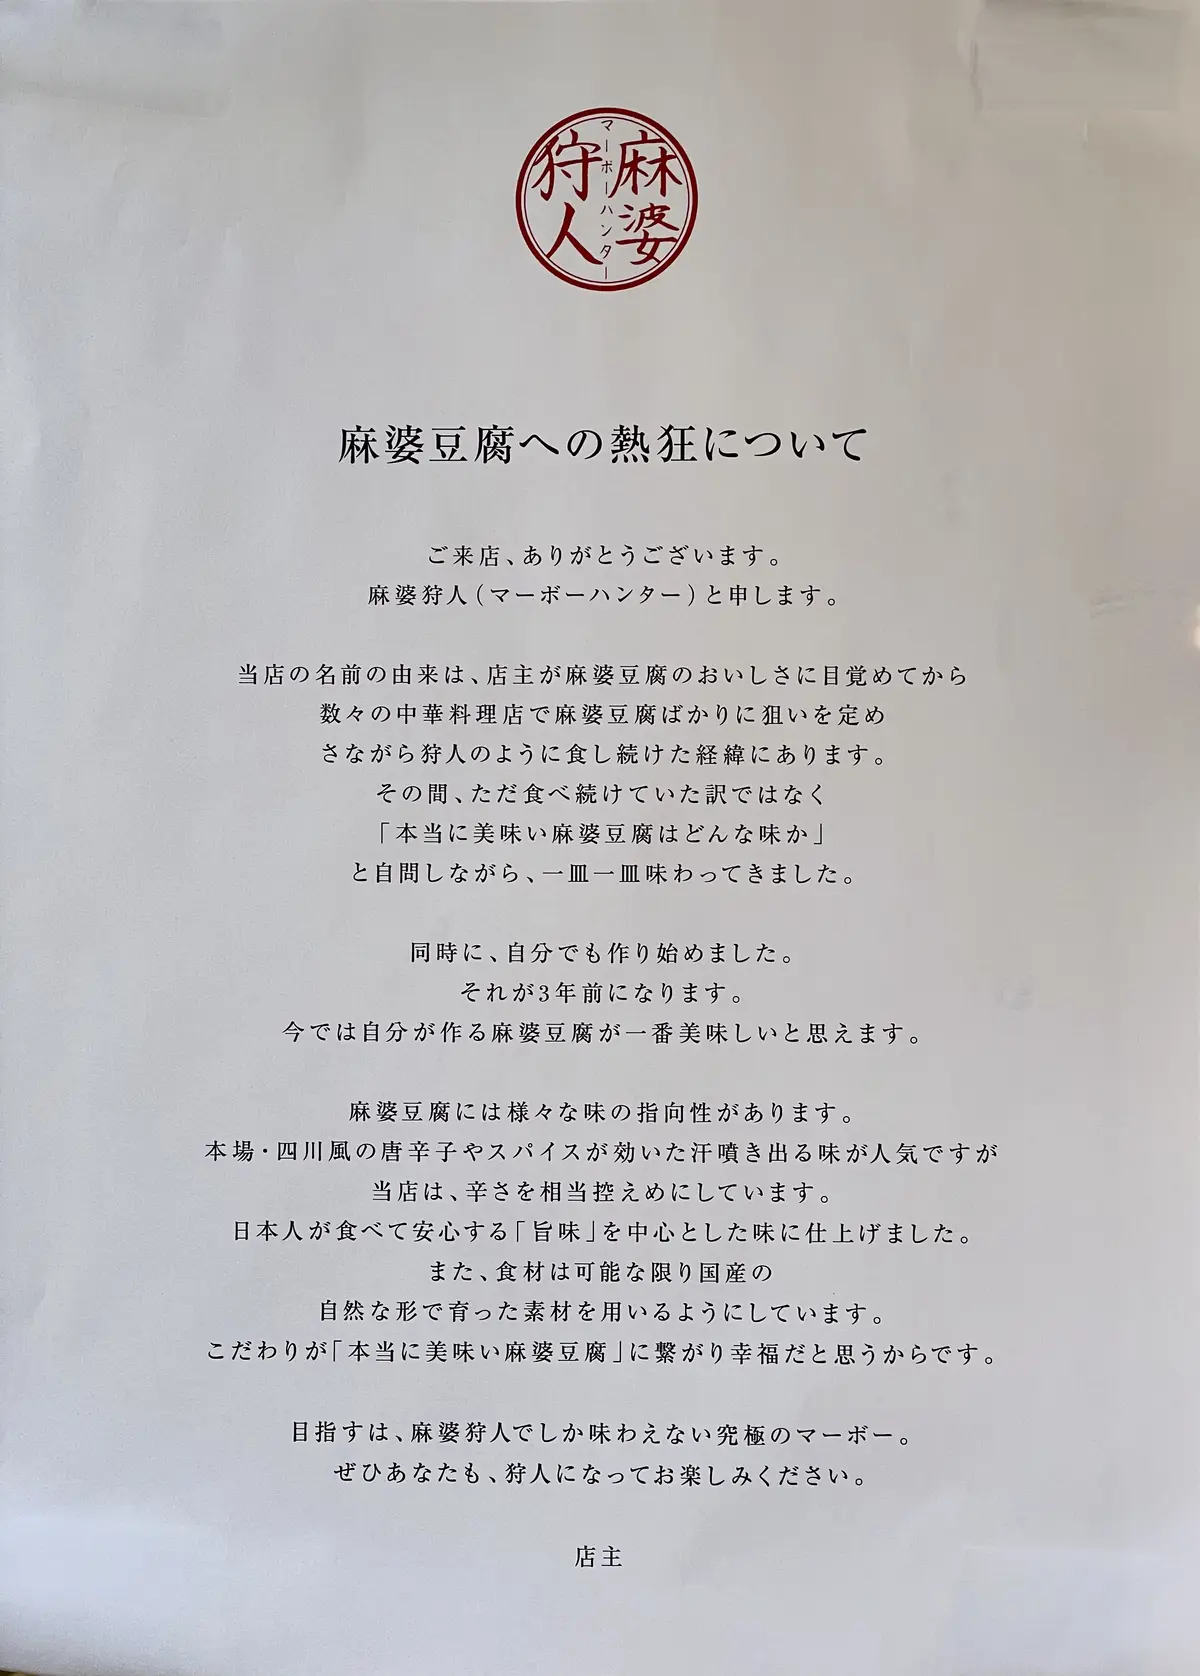 麻婆
マーボーハンター
狩人
麻婆豆腐への熱狂について
ご来店、ありがとうございます。
麻婆狩人(マーボーハンター)と申します。
当店の名前の由来は、店主が麻婆豆腐のおいしさに目覚めてから
数々の中華料理店で麻婆豆腐ばかりに狙いを定め
さながら狩人のように食し続けた経緯にあります。
その間、ただ食べ続けていた訳ではなく
「本当に美味い麻婆豆腐はどんな味か」
と自問しながら、一皿一皿味わってきました。
同時に、自分でも作り始めました。
それが3年前になります。
今では自分が作る麻婆豆腐が一番美味しいと思えます。
麻婆豆腐には様々な味の指向性があります。
本場・四川風の唐辛子やスパイスが効いた汗噴き出る味が人気ですが
当店は、辛さを相当控えめにしています。
日本人が食べて安心する「旨味」を中心とした味に仕上げました。
また、食材は可能な限り国産の
自然な形で育った素材を用いるようにしています。
こだわりが「本当に美味い麻婆豆腐」に繋がり幸福だと思うからです。
目指すは、麻婆狩人でしか味わえない究極のマーボー。
ぜひあなたも、狩人になってお楽しみください。
店主